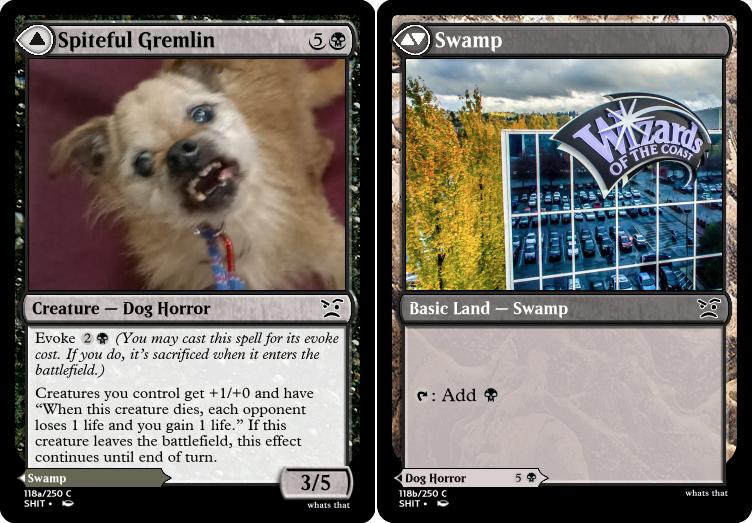 Spiteful Gremlin 5
Creature — Dog Horror
Evoke 2 (You may cast this spell for its evoke
cost. If you do, it's sacrificed when it enters the
battlefield.)
Creatures you control get +1/+0 and have
“When this creature dies, each opponent
loses 1 life and you gain 1 life.” If this
creature leaves the battlefield, this effect
continues until end of turn.
Swamp
3/5
118a/250 C
SHIT •
whats that
Swamp
Wizards
OF THE COAST
Basic Land — Swamp
: Add
Dog Horror 5
118b/250 C
SHIT •
whats that